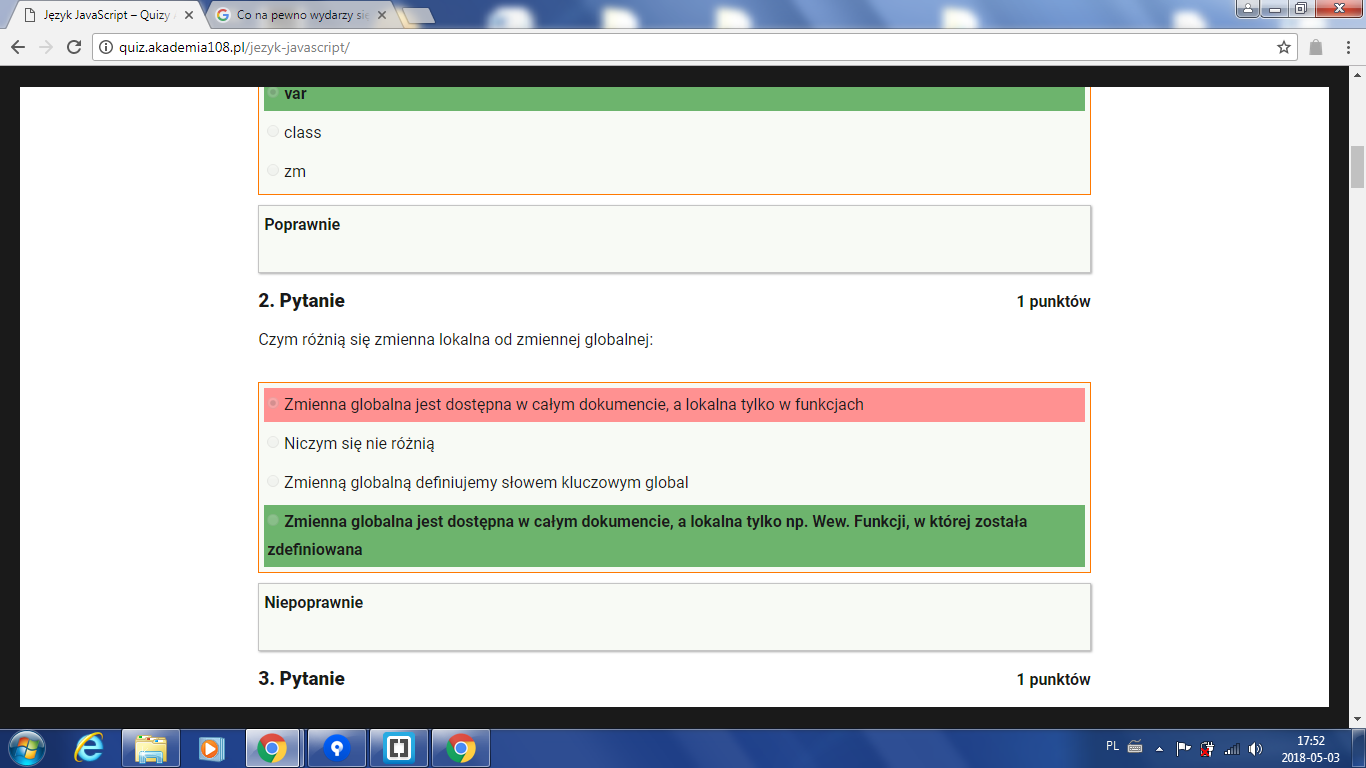 Język JavaScript – Quizy
Co na pewno wydarzy się
quiz.akademia108.pl/jezyk-javascript/
var
class
zm
Poprawnie
2. Pytanie
1 punktów
Czym różnią się zmienna lokalna od zmiennej globalnej:
Zmienna globalna jest dostępna w całym dokumencie, a lokalna tylko w funkcjach
Niczym się nie różnią
Zmienną globalną definiujemy słowem kluczowym global
Zmienna globalna jest dostępna w całym dokumencie, a lokalna tylko np. Wew. Funkcji, w której została
zdefiniowana
Niepoprawnie
3. Pytanie
1 punktów
PL
17:52
2018-05-03